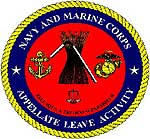 NAVY AND MARINE CORPS
APPELLATE LEAVE ACTIVITY